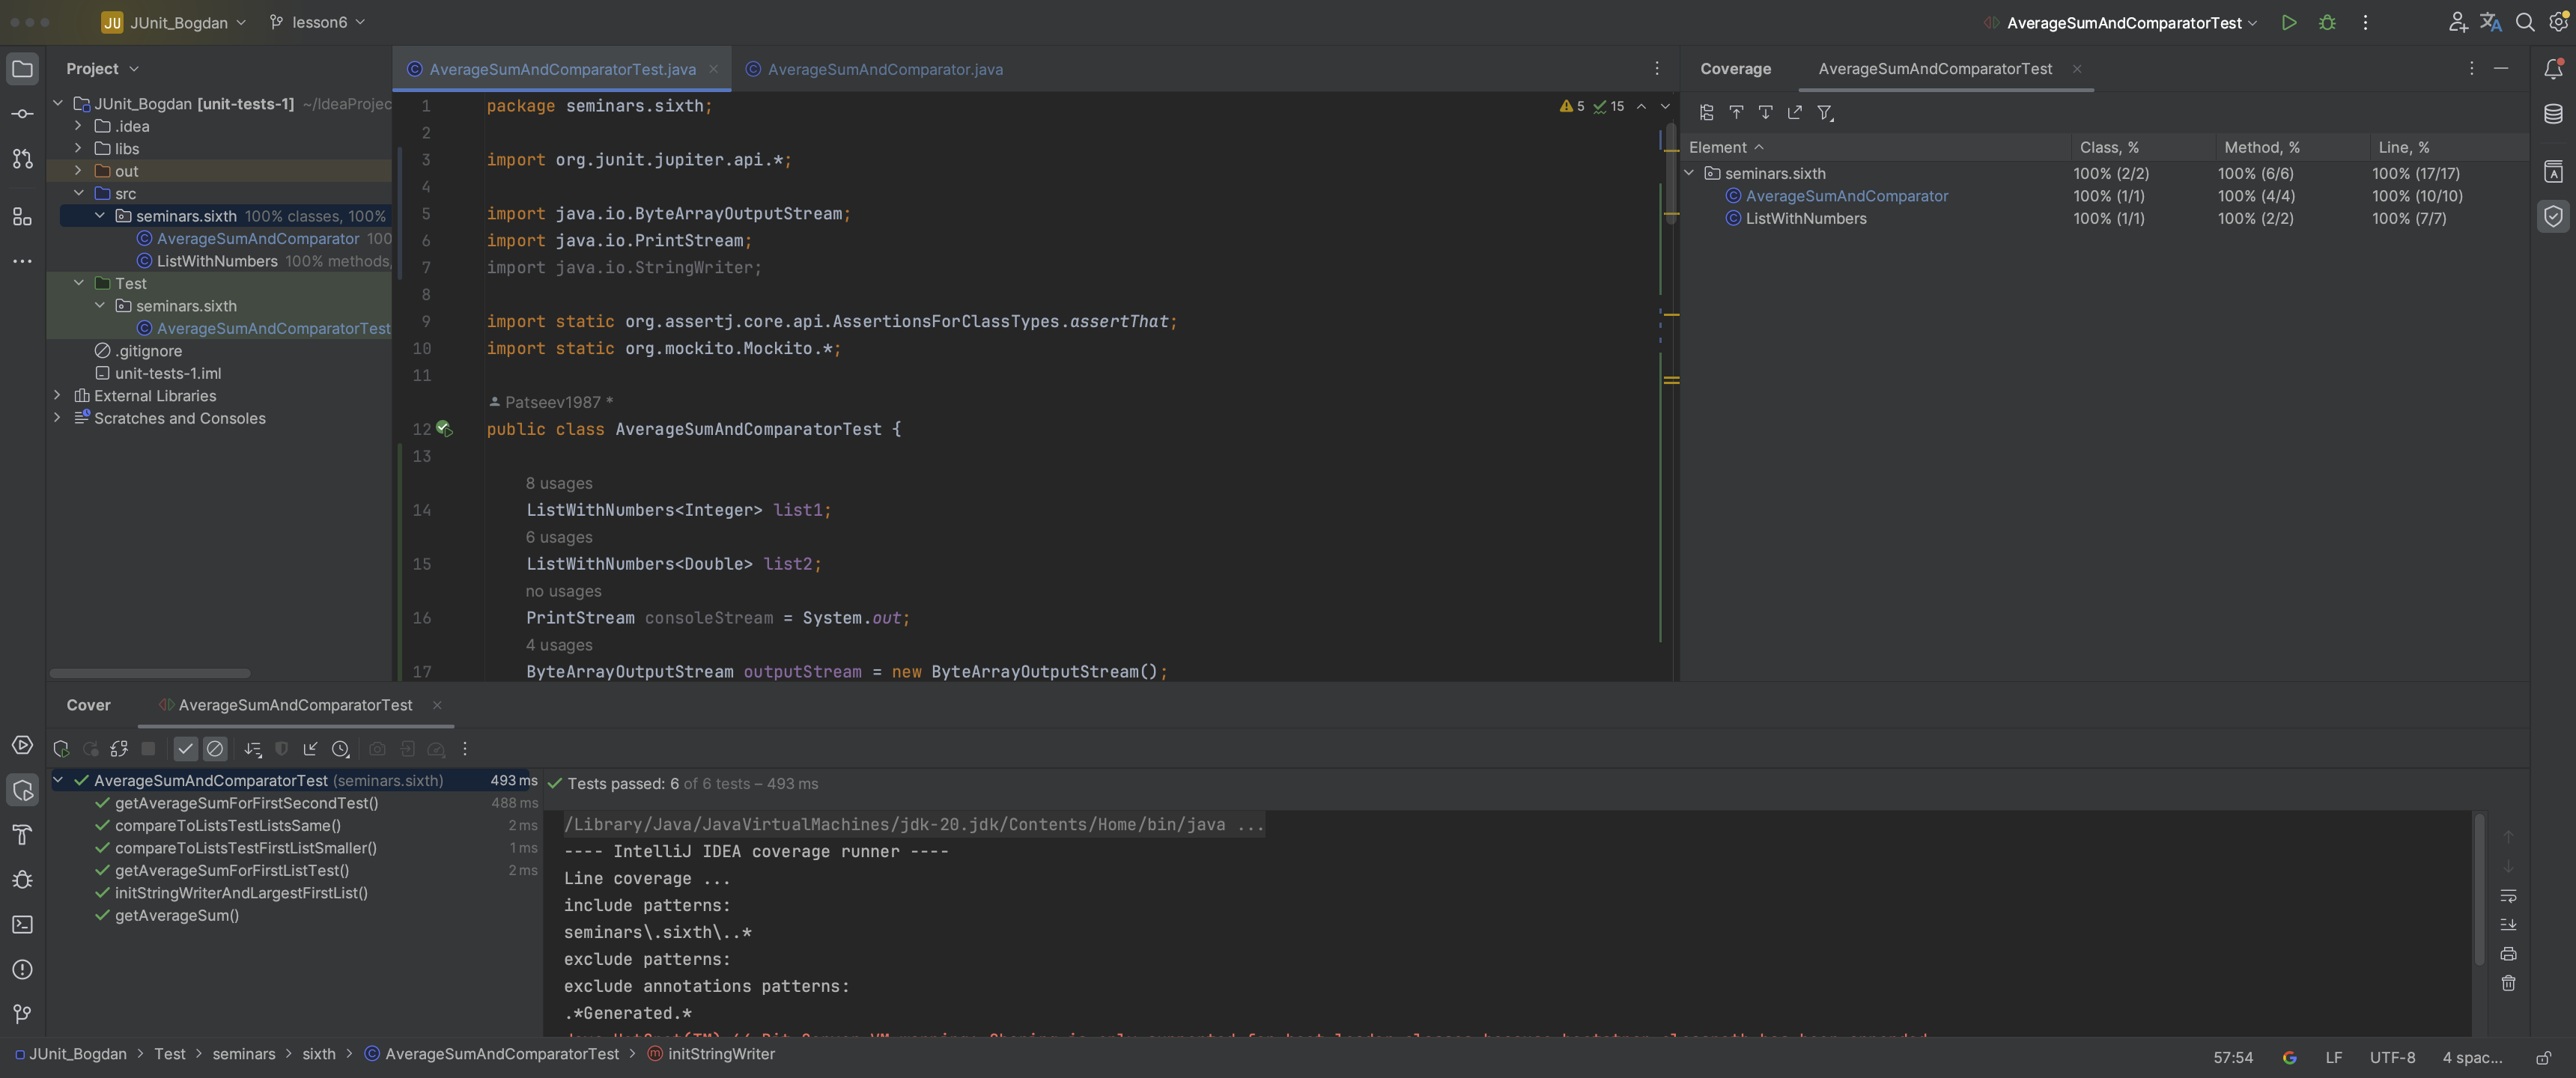 JU JUnit_Bogdan lesson6 AverageSumAndComparatorTest
Project
JUnit_Bogdan [unit-tests-1] ~/IdeaProjec
.idea
libs
out
src
seminars.sixth 100% classes, 100%
AverageSumAndComparator 100
ListWithNumbers 100% methods,
Test
seminars.sixth
AverageSumAndComparatorTest
.gitignore
unit-tests-1.iml
External Libraries
Scratches and Consoles
AverageSumAndComparatorTest.java AverageSumAndComparator.java
5 15
1 package seminars.sixth;
2
3 import org.junit.jupiter.api.*;
4
5 import java.io.ByteArrayOutputStream;
6 import java.io.PrintStream;
7 import java.io.StringWriter;
8
9 import static org.assertj.core.api.AssertionsForClassTypes.assertThat;
10 import static org.mockito.Mockito.*;
11
Patseev1987 *
12 public class AverageSumAndComparatorTest {
13
8 usages
14 ListWithNumbers<Integer> list1;
6 usages
15 ListWithNumbers<Double> list2;
no usages
16 PrintStream consoleStream = System.out;
4 usages
17 ByteArrayOutputStream outputStream = new ByteArrayOutputStream();
Coverage AverageSumAndComparatorTest
Element Class, % Method, % Line, %
seminars.sixth 100% (2/2) 100% (6/6) 100% (17/17)
AverageSumAndComparator 100% (1/1) 100% (4/4) 100% (10/10)
ListWithNumbers 100% (1/1) 100% (2/2) 100% (7/7)
Cover AverageSumAndComparatorTest
AverageSumAndComparatorTest (seminars.sixth) 493 ms
getAverageSumForFirstSecondTest() 488 ms
compareToListsTestListsSame() 2 ms
compareToListsTestFirstListSmaller() 1 ms
getAverageSumForFirstListTest() 2 ms
initStringWriterAndLargestFirstList()
getAverageSum()
Tests passed: 6 of 6 tests – 493 ms
/Library/Java/JavaVirtualMachines/jdk-20.jdk/Contents/Home/bin/java ...
---- IntelliJ IDEA coverage runner ----
Line coverage ...
include patterns:
seminars\.sixth\..*
exclude patterns:
exclude annotations patterns:
.*Generated.*
JUnit_Bogdan > Test > seminars > sixth > AverageSumAndComparatorTest > initStringWriter
57:54 LF UTF-8 4 spac...